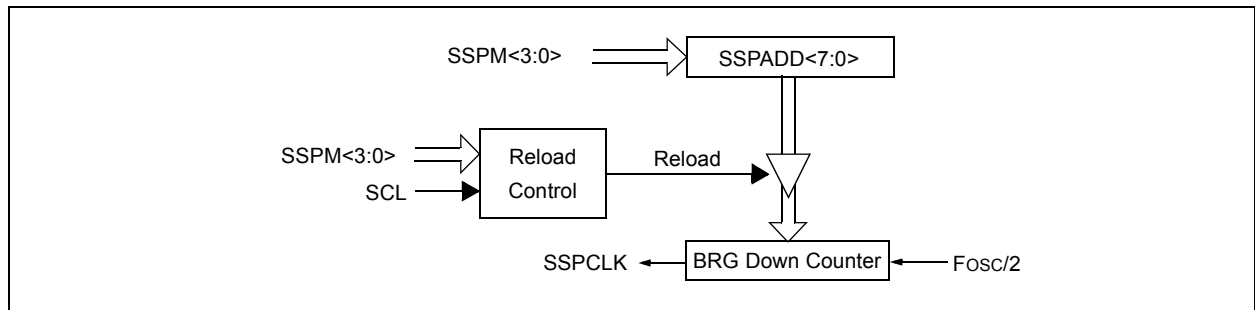 SSPM<3:0>
SSPADD<7:0>
SSPM<3:0>
Reload
Control
Reload
SCL
SSPCLK
BRG Down Counter
FOSC/2